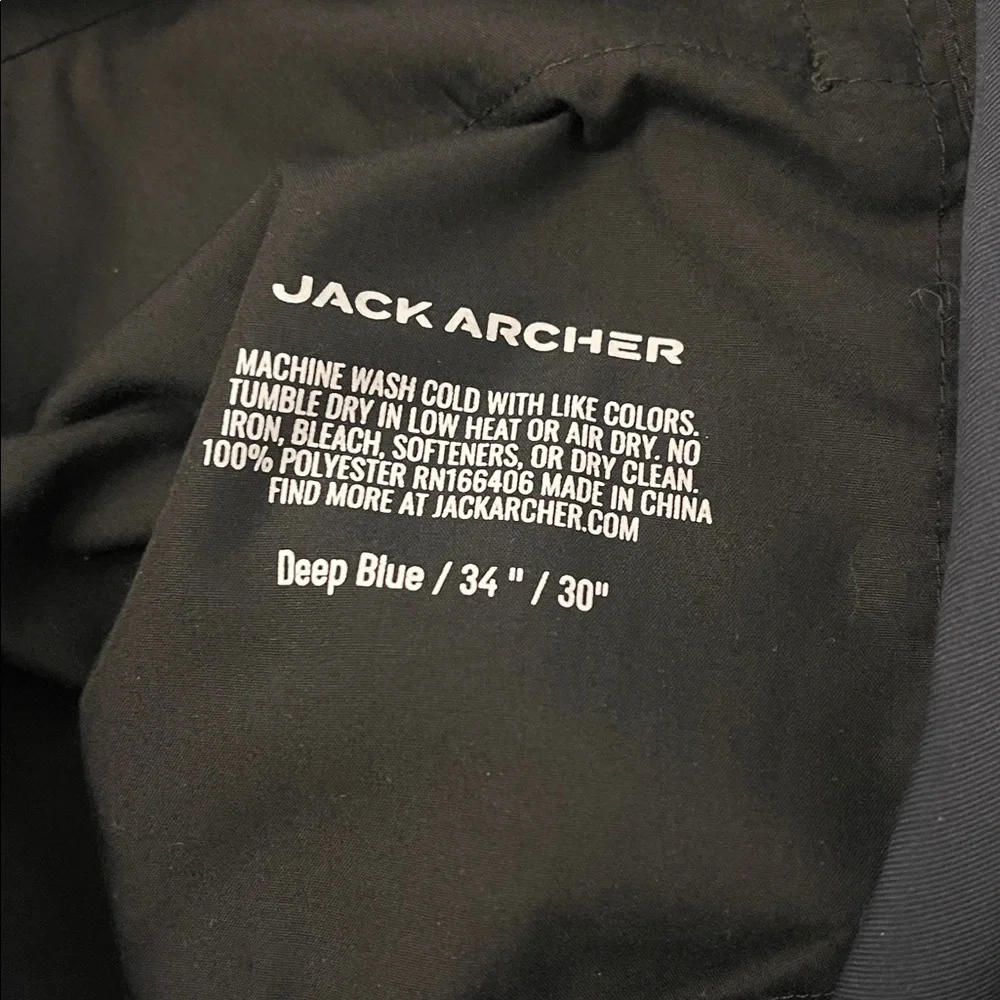 JACK ARCHER
MACHINE WASH COLD WITH LIKE COLORS.
TUMBLE DRY IN LOW HEAT OR AIR DRY. NO
IRON, BLEACH, SOFTENERS, OR DRY CLEAN.
100% POLYESTER RN166406 MADE IN CHINA
FIND MORE AT JACKARCHER.COM
Deep Blue / 34 " / 30"